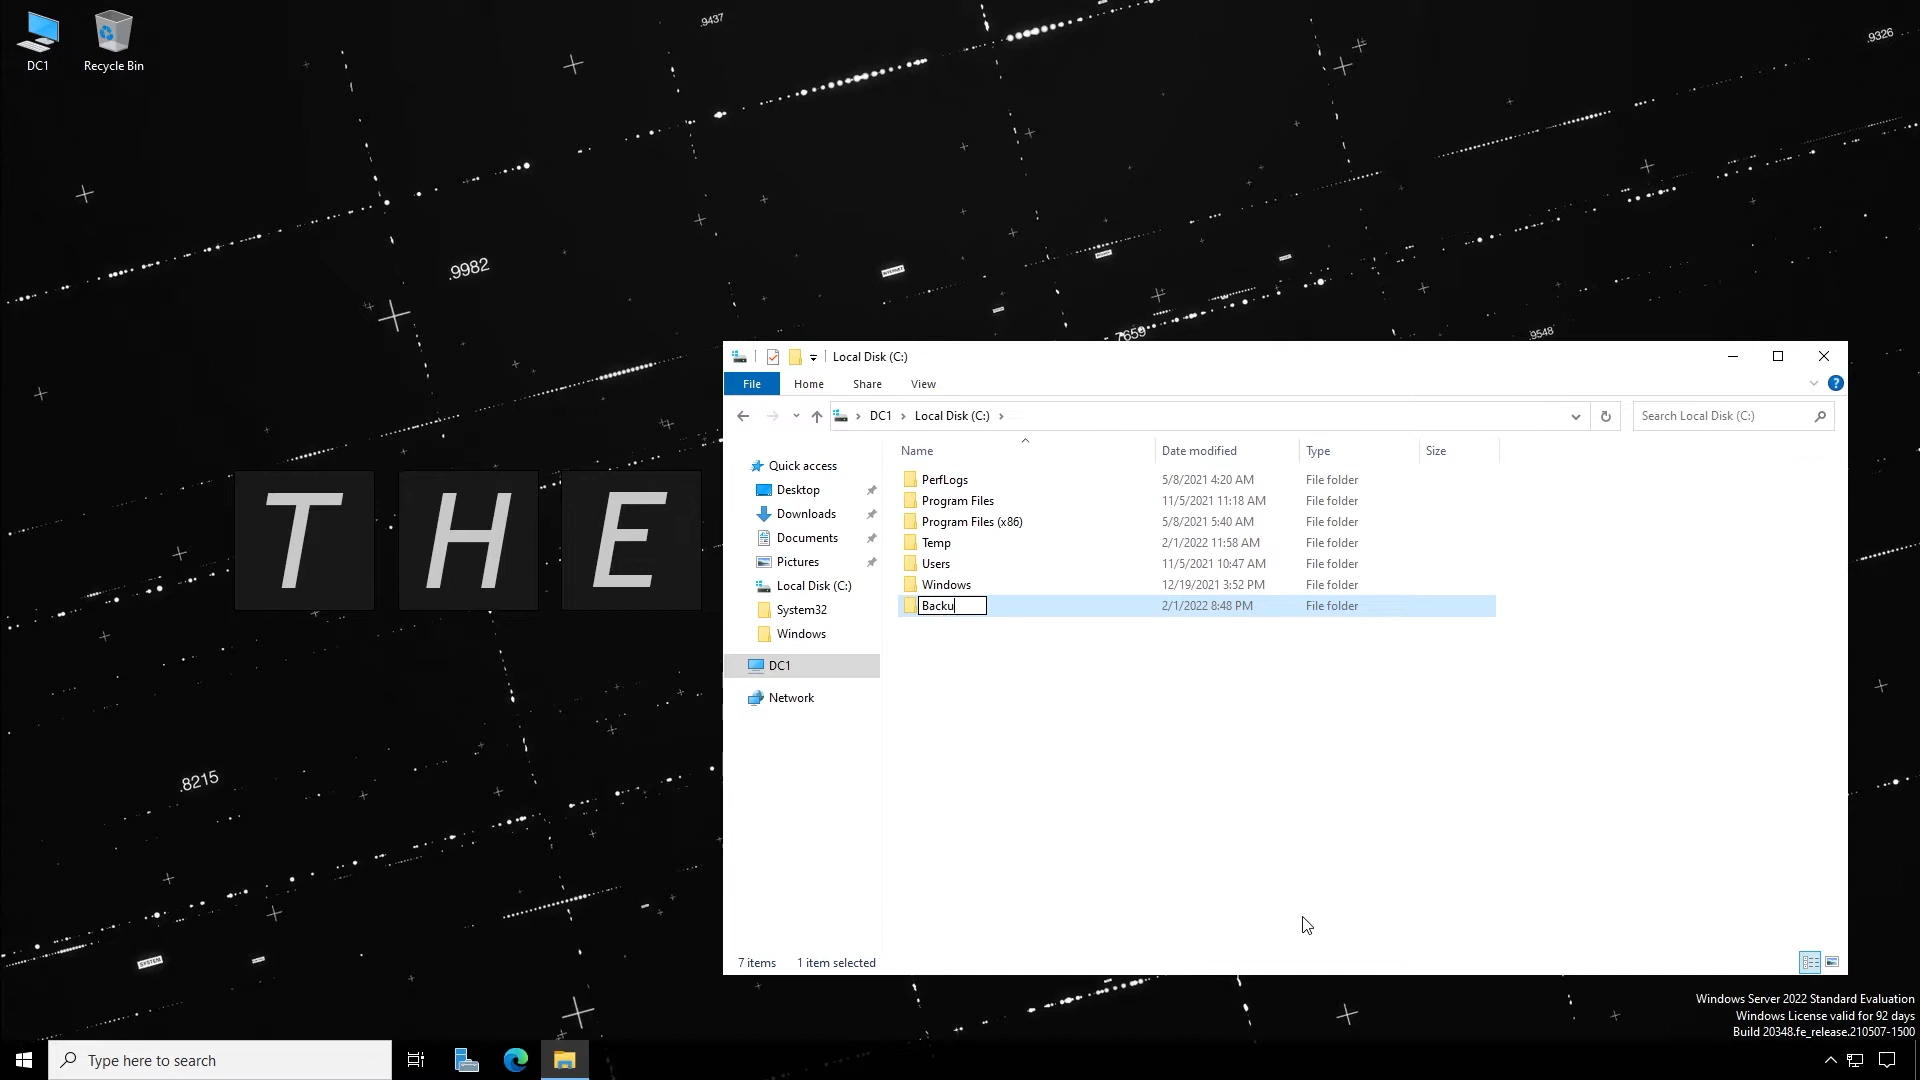 DC1
Recycle Bin
.9437
.9326
.9982
.7659
.9548
.8215
SYSTEM
T H E
Local Disk (C:)
File Home Share View
DC1 Local Disk (C:)
Search Local Disk (C:)
Name Date modified Type Size
Quick access
Desktop
Downloads
Documents
Pictures
Local Disk (C:)
System32
Windows
DC1
Network
PerfLogs 5/8/2021 4:20 AM File folder
Program Files 11/5/2021 11:18 AM File folder
Program Files (x86) 5/8/2021 5:40 AM File folder
Temp 2/1/2022 11:58 AM File folder
Users 11/5/2021 10:47 AM File folder
Windows 12/19/2021 3:52 PM File folder
Backu 2/1/2022 8:48 PM File folder
7 items 1 item selected
Windows Server 2022 Standard Evaluation
Windows License valid for 92 days
Build 20348.fe_release.210507-1500
Type here to search